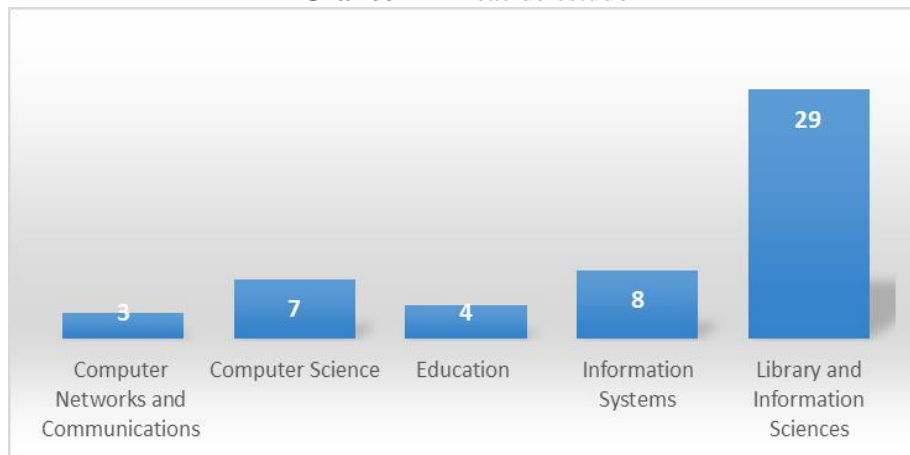 29
8
7
4
3
Computer
Networks and
Communications
Computer Science
Education
Information
Systems
Library and
Information
Sciences